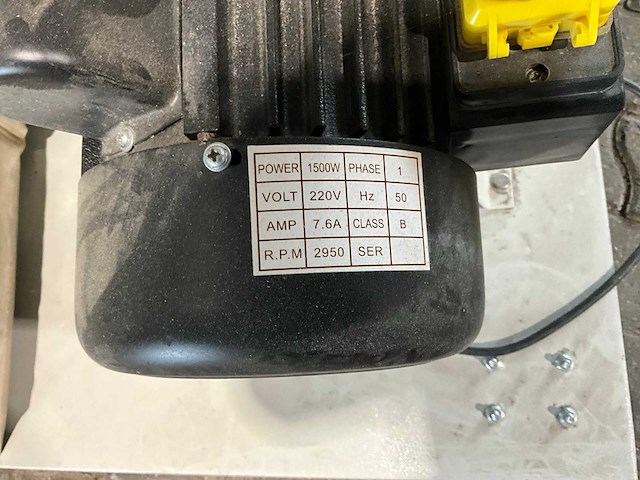 POWER 1500W PHASE 1
VOLT 220V Hz 50
AMP 7.6A CLASS B
R.P.M 2950 SER